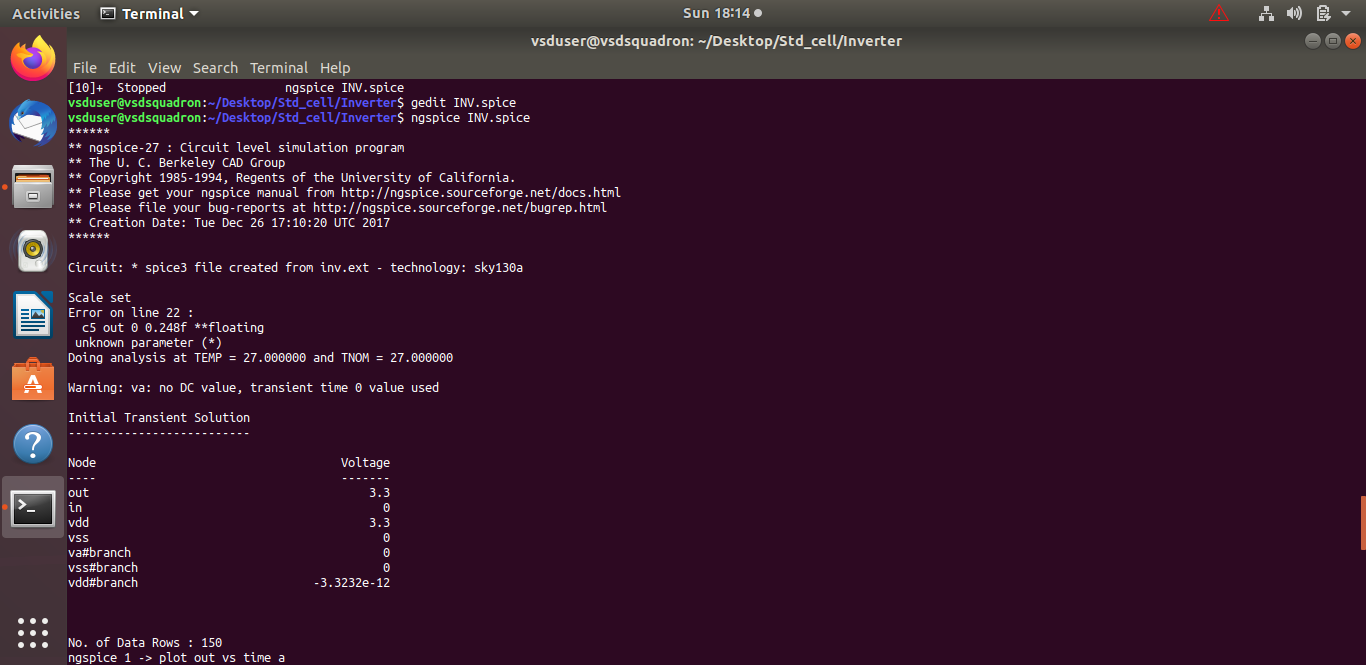 Activities
Terminal
Sun 18:14
vsduser@vsdsquadron: ~/Desktop/Std_cell/Inverter
File Edit View Search Terminal Help
[10]+  Stopped                 ngspice INV.spice
vsduser@vsdsquadron:~/Desktop/Std_cell/Inverter$ gedit INV.spice
vsduser@vsdsquadron:~/Desktop/Std_cell/Inverter$ ngspice INV.spice
******
** ngspice-27 : Circuit level simulation program
** The U. C. Berkeley CAD Group
** Copyright 1985-1994, Regents of the University of California.
** Please get your ngspice manual from http://ngspice.sourceforge.net/docs.html
** Please file your bug-reports at http://ngspice.sourceforge.net/bugrep.html
** Creation Date: Tue Dec 26 17:10:20 UTC 2017
******
Circuit: * spice3 file created from inv.ext - technology: sky130a
Scale set
Error on line 22 :
  c5 out 0 0.248f **floating
 unknown parameter (*)
Doing analysis at TEMP = 27.000000 and TNOM = 27.000000
Warning: va: no DC value, transient time 0 value used
Initial Transient Solution
--------------------------
Node                                   Voltage
----                                   -------
out                                        3.3
in                                           0
vdd                                        3.3
vss                                          0
va#branch                                    0
vss#branch                                   0
vdd#branch                         -3.3232e-12
No. of Data Rows : 150
ngspice 1 -> plot out vs time a